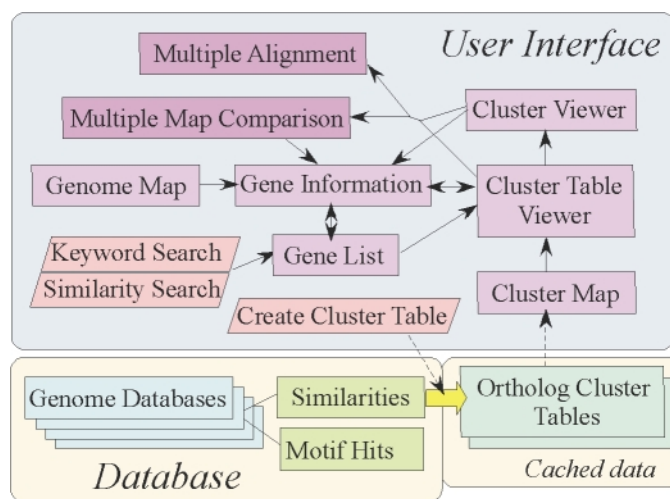 User Interface
Multiple Alignment
Multiple Map Comparison
Cluster Viewer
Genome Map
Gene Information
Cluster Table
Viewer
Keyword Search
Similarity Search
Gene List
Cluster Map
Create Cluster Table
Genome Databases
Similarities
Motif Hits
Database
Ortholog Cluster
Tables
Cached data